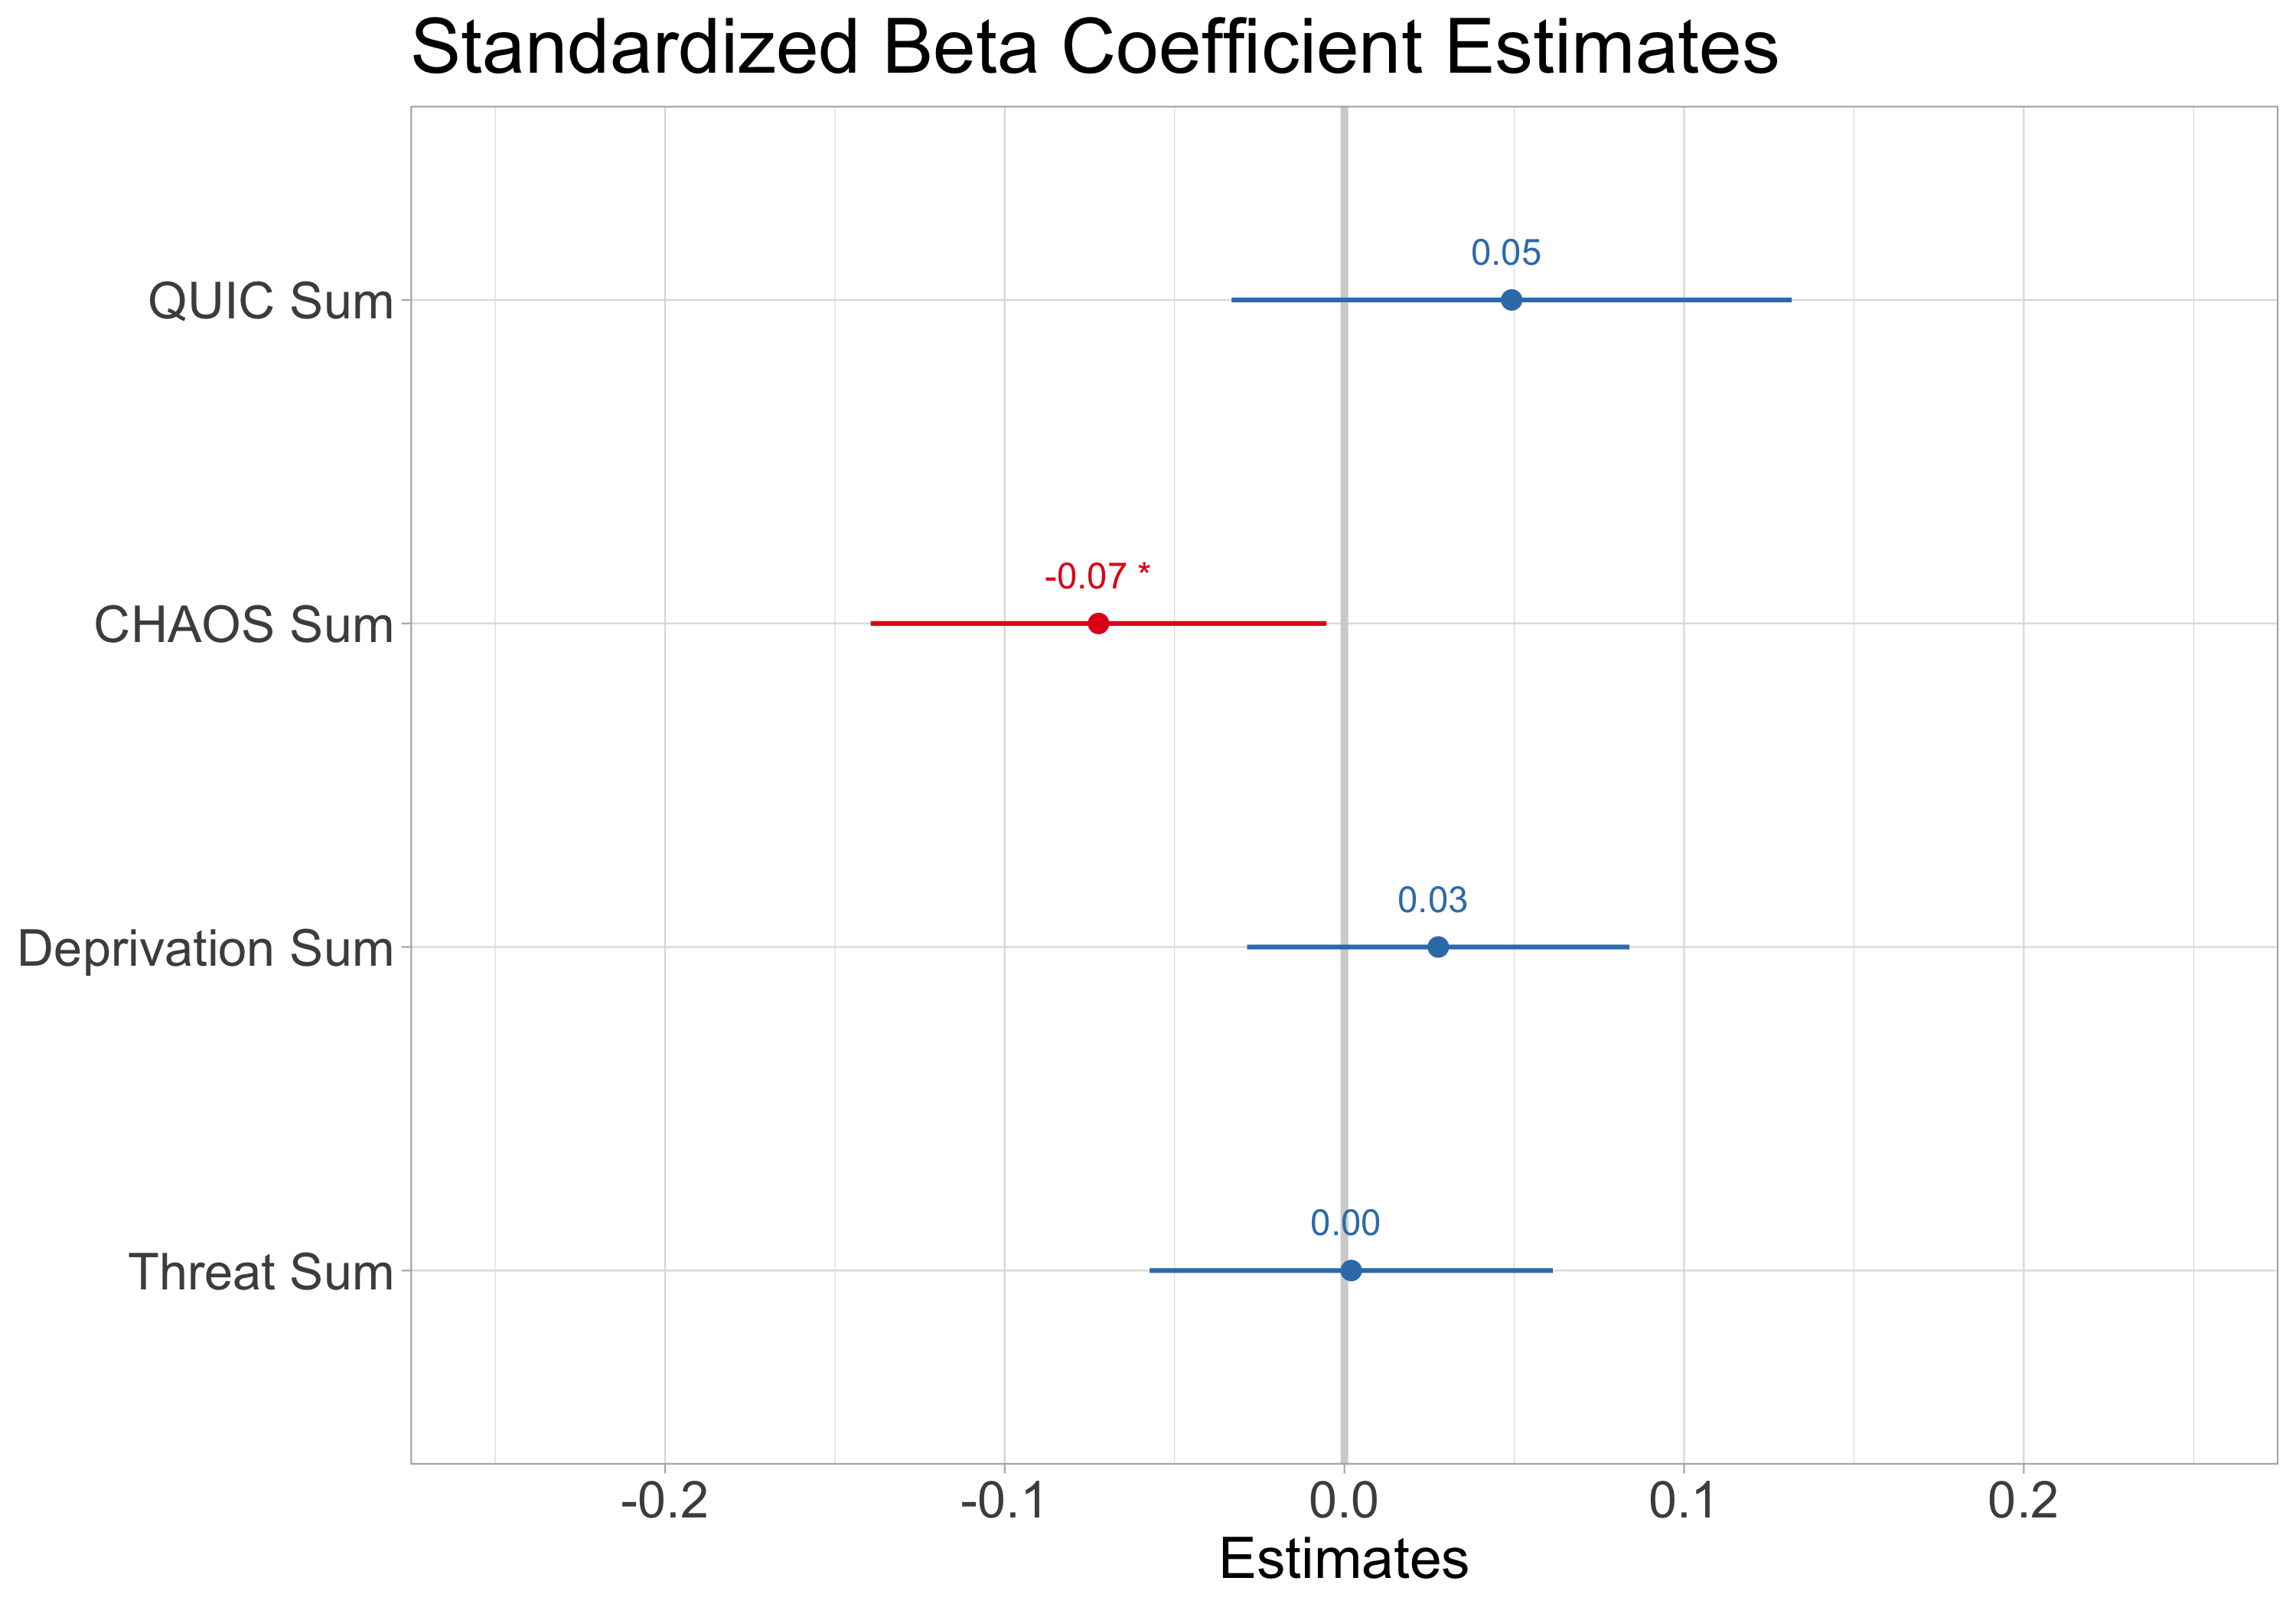 Standardized Beta Coefficient Estimates
QUIC Sum
0.05
CHAOS Sum
-0.07 *
Deprivation Sum
0.03
Threat Sum
0.00
-0.2 -0.1 0.0 0.1 0.2
Estimates